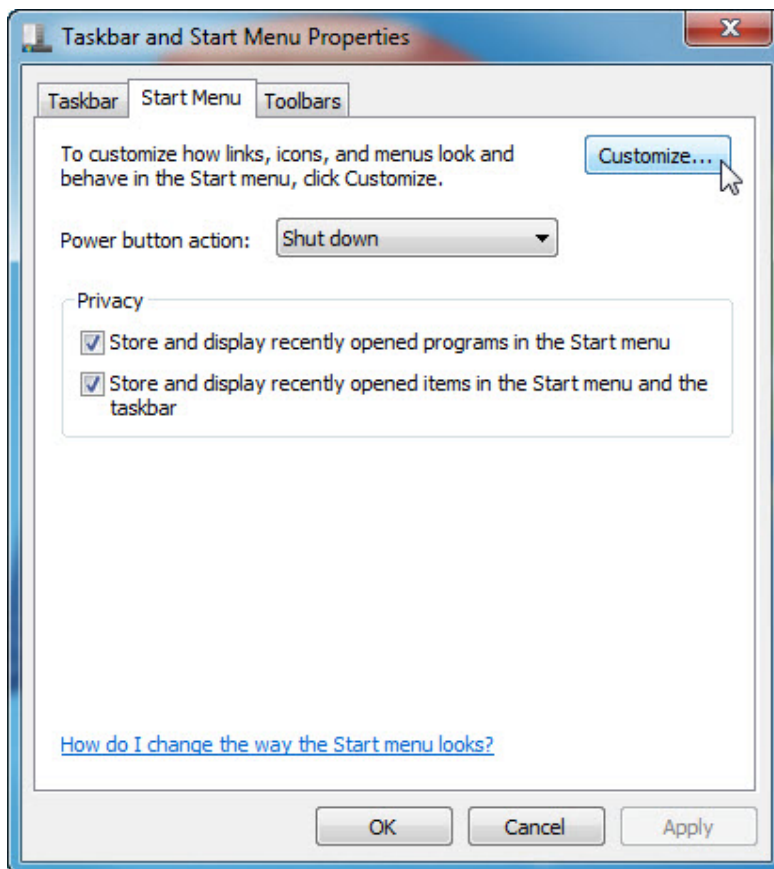 Taskbar and Start Menu Properties
Taskbar
Start Menu
Toolbars
To customize how links, icons, and menus look and
behave in the Start menu, click Customize.
Customize...
Power button action:
Shut down
Privacy
Store and display recently opened programs in the Start menu
Store and display recently opened items in the Start menu and the
taskbar
How do I change the way the Start menu looks?
OK
Cancel
Apply